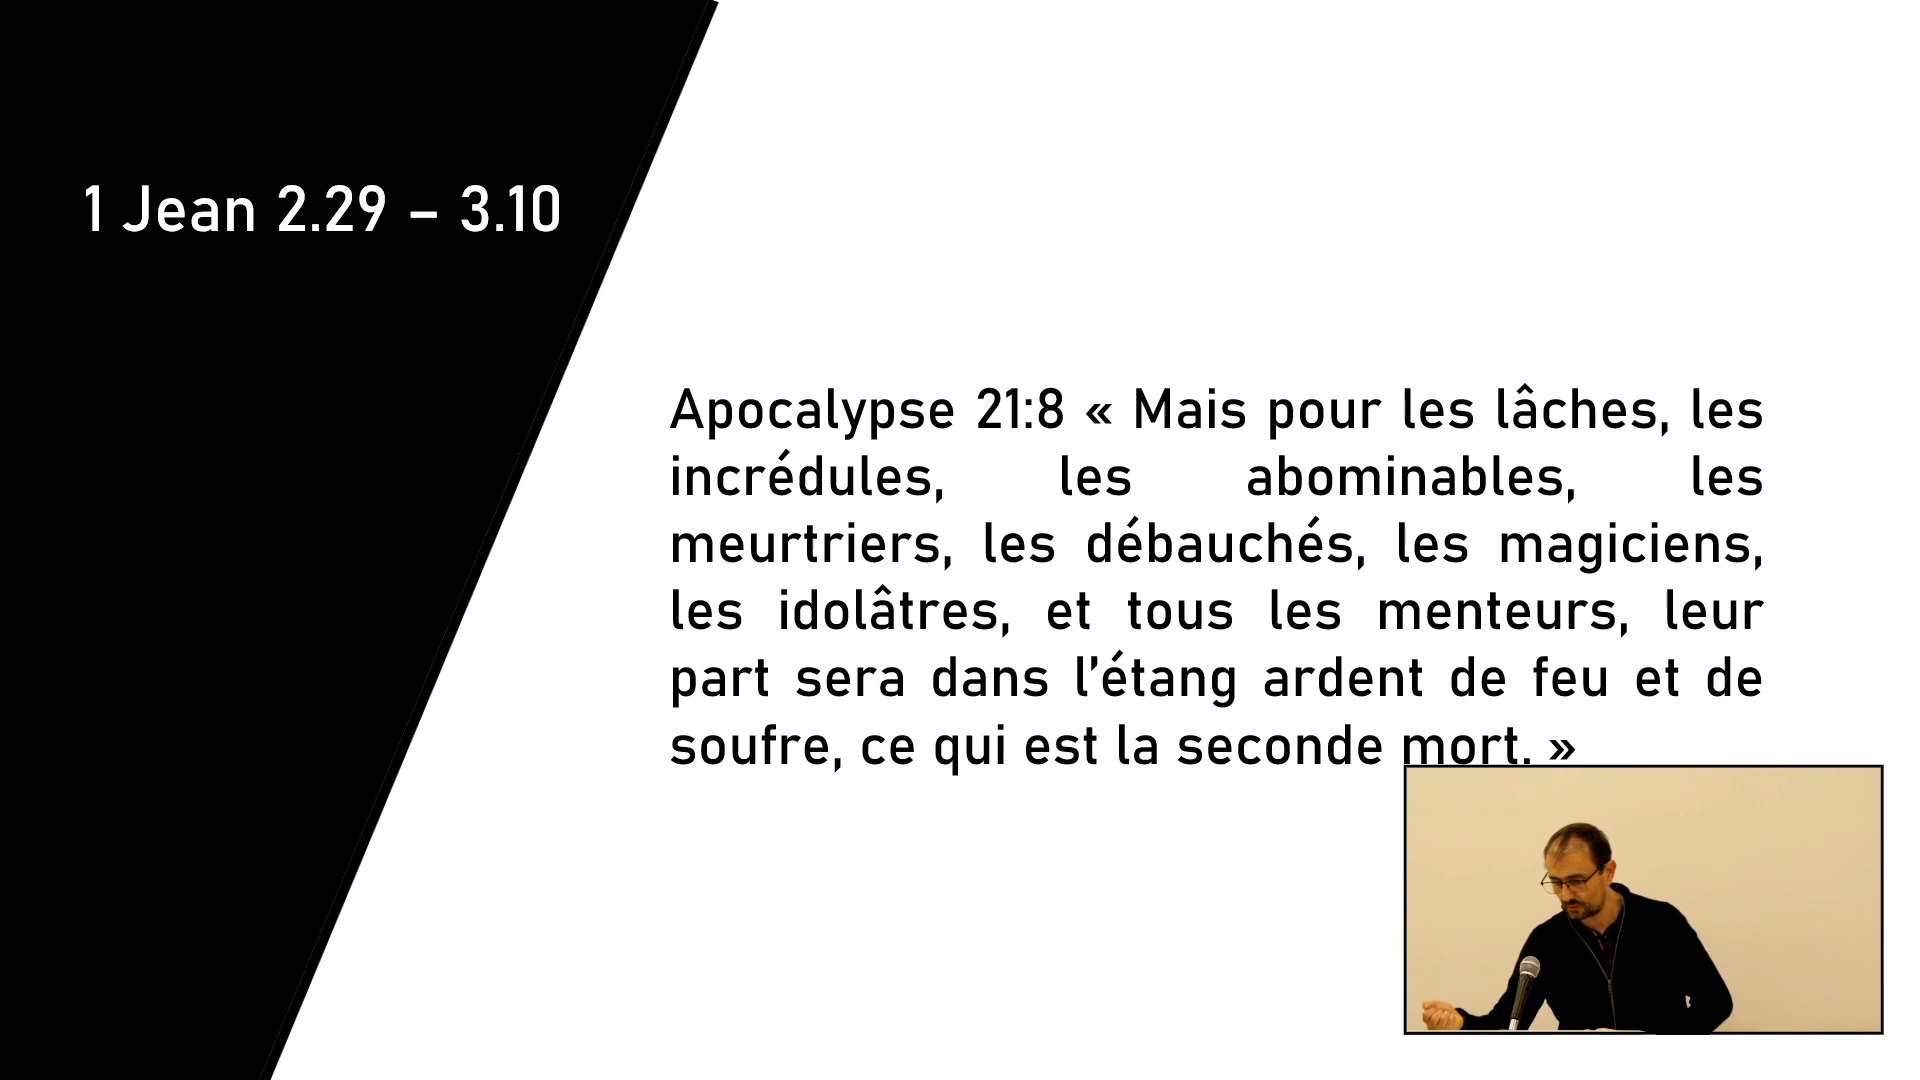 1 Jean 2.29 – 3.10
Apocalypse 21:8 « Mais pour les lâches, les
incrédules, les abominables, les
meurtriers, les débauchés, les magiciens,
les idolâtres, et tous les menteurs, leur
part sera dans l’étang ardent de feu et de
soufre, ce qui est la seconde mort. »